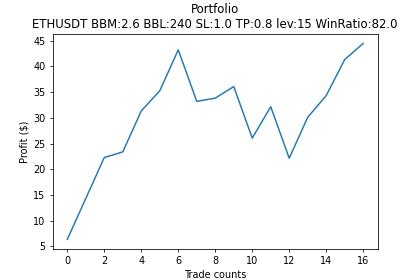 Portfolio
ETHUSDT BBM:2.6 BBL:240 SL:1.0 TP:0.8 lev:15 WinRatio:82.0
45
40
35
30
25
20
15
10
5
Profit ($)
0 2 4 6 8 10 12 14 16
Trade counts